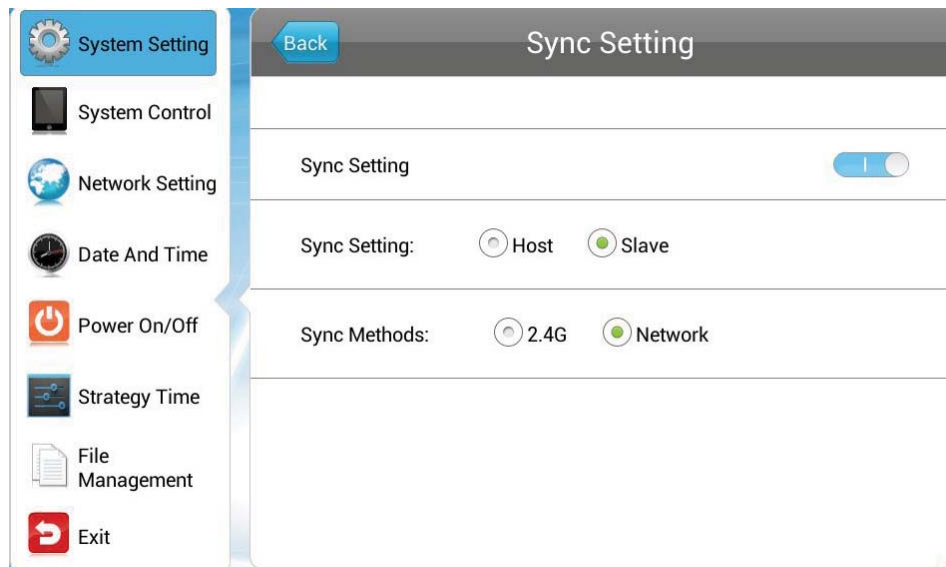 System Setting
System Control
Network Setting
Date And Time
Power On/Off
Strategy Time
File
Management
Exit
Back
Sync Setting
Sync Setting
Sync Setting: Host Slave
Sync Methods: 2.4G Network